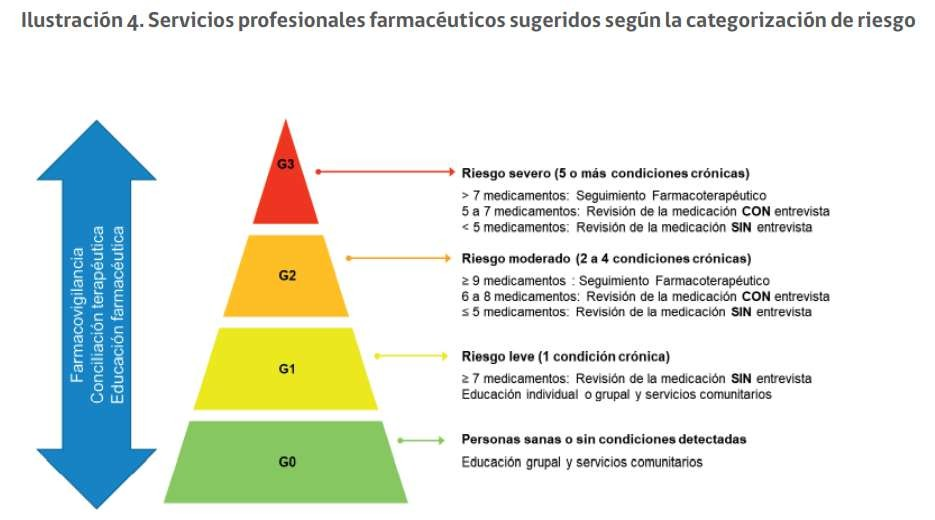 Ilustración 4. Servicios profesionales farmacéuticos sugeridos según la categorización de riesgo
Farmacovigilancia
Conciliación terapéutica
Educación farmacéutica
G3
Riesgo severo (5 o más condiciones crónicas)
> 7 medicamentos: Seguimiento Farmacoterapéutico
5 a 7 medicamentos: Revisión de la medicación CON entrevista
< 5 medicamentos: Revisión de la medicación SIN entrevista
G2
Riesgo moderado (2 a 4 condiciones crónicas)
≥ 9 medicamentos : Seguimiento Farmacoterapéutico
6 a 8 medicamentos: Revisión de la medicación CON entrevista
≤ 5 medicamentos: Revisión de la medicación SIN entrevista
G1
Riesgo leve (1 condición crónica)
≥ 7 medicamentos: Revisión de la medicación SIN entrevista
Educación individual o grupal y servicios comunitarios
G0
Personas sanas o sin condiciones detectadas
Educación grupal y servicios comunitarios